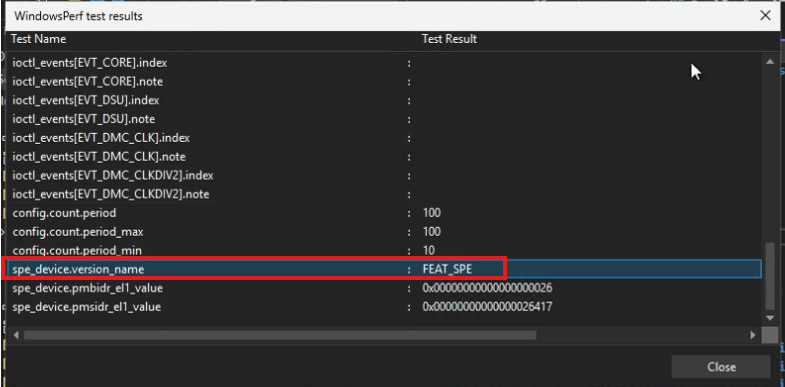 WindowsPerf test results
Test Name Test Result
ioctl_events[EVT_CORE].index :
ioctl_events[EVT_CORE].note :
ioctl_events[EVT_DSU].index :
ioctl_events[EVT_DSU].note :
ioctl_events[EVT_DMC_CLK].index :
ioctl_events[EVT_DMC_CLK].note :
ioctl_events[EVT_DMC_CLKDIV2].index :
ioctl_events[EVT_DMC_CLKDIV2].note :
config.count.period : 100
config.count.period_max : 100
config.count.period_min : 10
spe_device.version_name : FEAT_SPE
spe_device.pmbidr_el1_value : 0x00000000000000000026
spe_device.pmsidr_el1_value : 0x00000000000000026417
Close